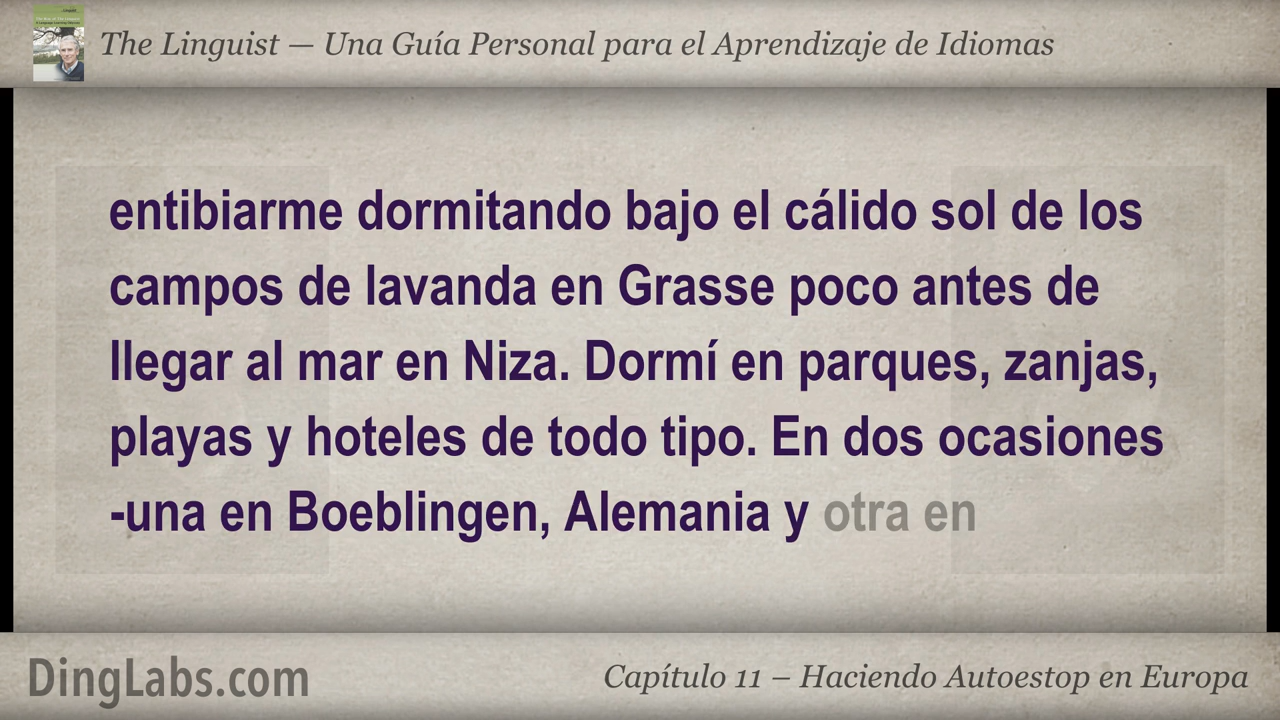 The Linguist — Una Guía Personal para el Aprendizaje de Idiomas
entibiarme dormitando bajo el cálido sol de los
campos de lavanda en Grasse poco antes de
llegar al mar en Niza. Dormí en parques, zanjas,
playas y hoteles de todo tipo. En dos ocasiones
-una en Boeblingen, Alemania y otra en
DingLabs.com
Capítulo 11 – Haciendo Autoestop en Europa